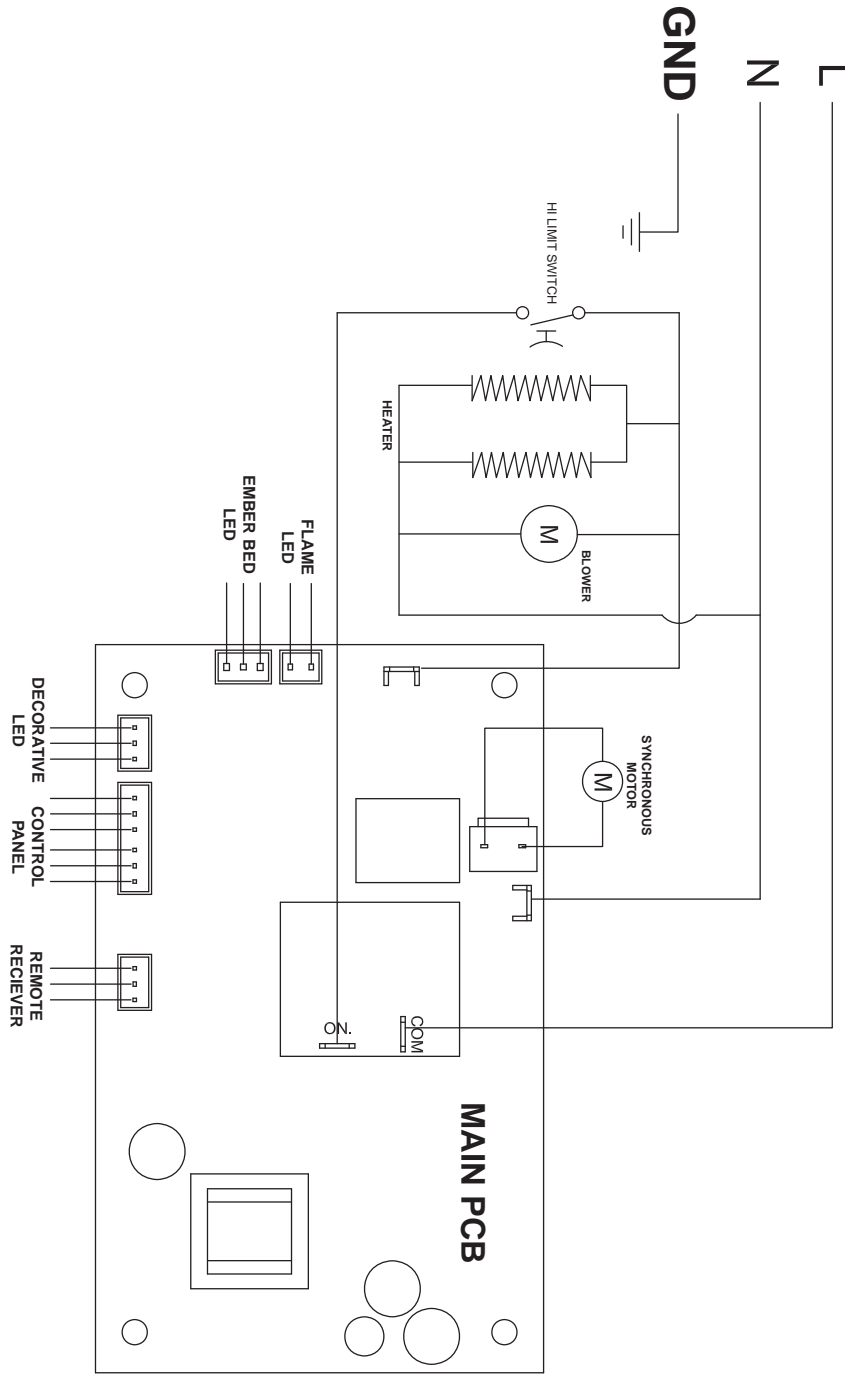 L
N
GND
HI LIMIT SWITCH
HEATER
M
BLOWER
FLAME
LED
EMBER BED
LED
SYNCHRONOUS
MOTOR
M
DECORATIVE
LED
CONTROL
PANEL
REMOTE
RECIEVER
COM
ON.
MAIN PCB